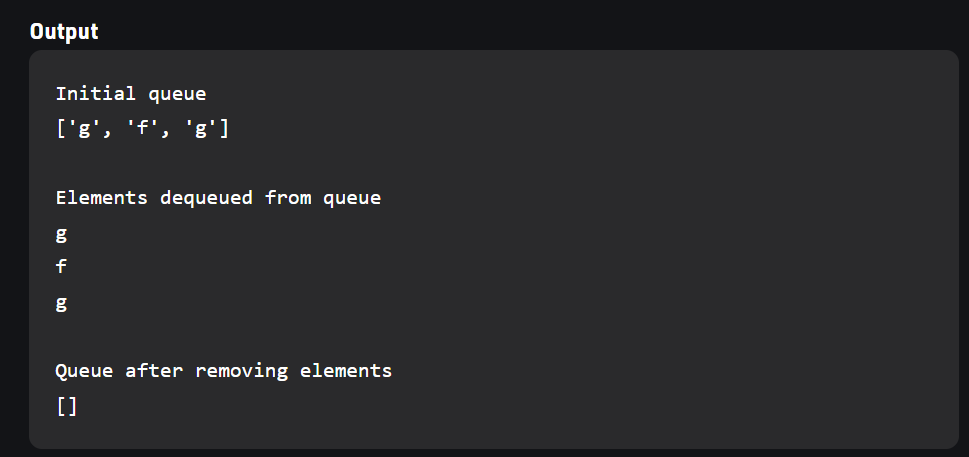 Output
Initial queue
['g', 'f', 'g']
Elements dequeued from queue
g
f
g
Queue after removing elements
[]